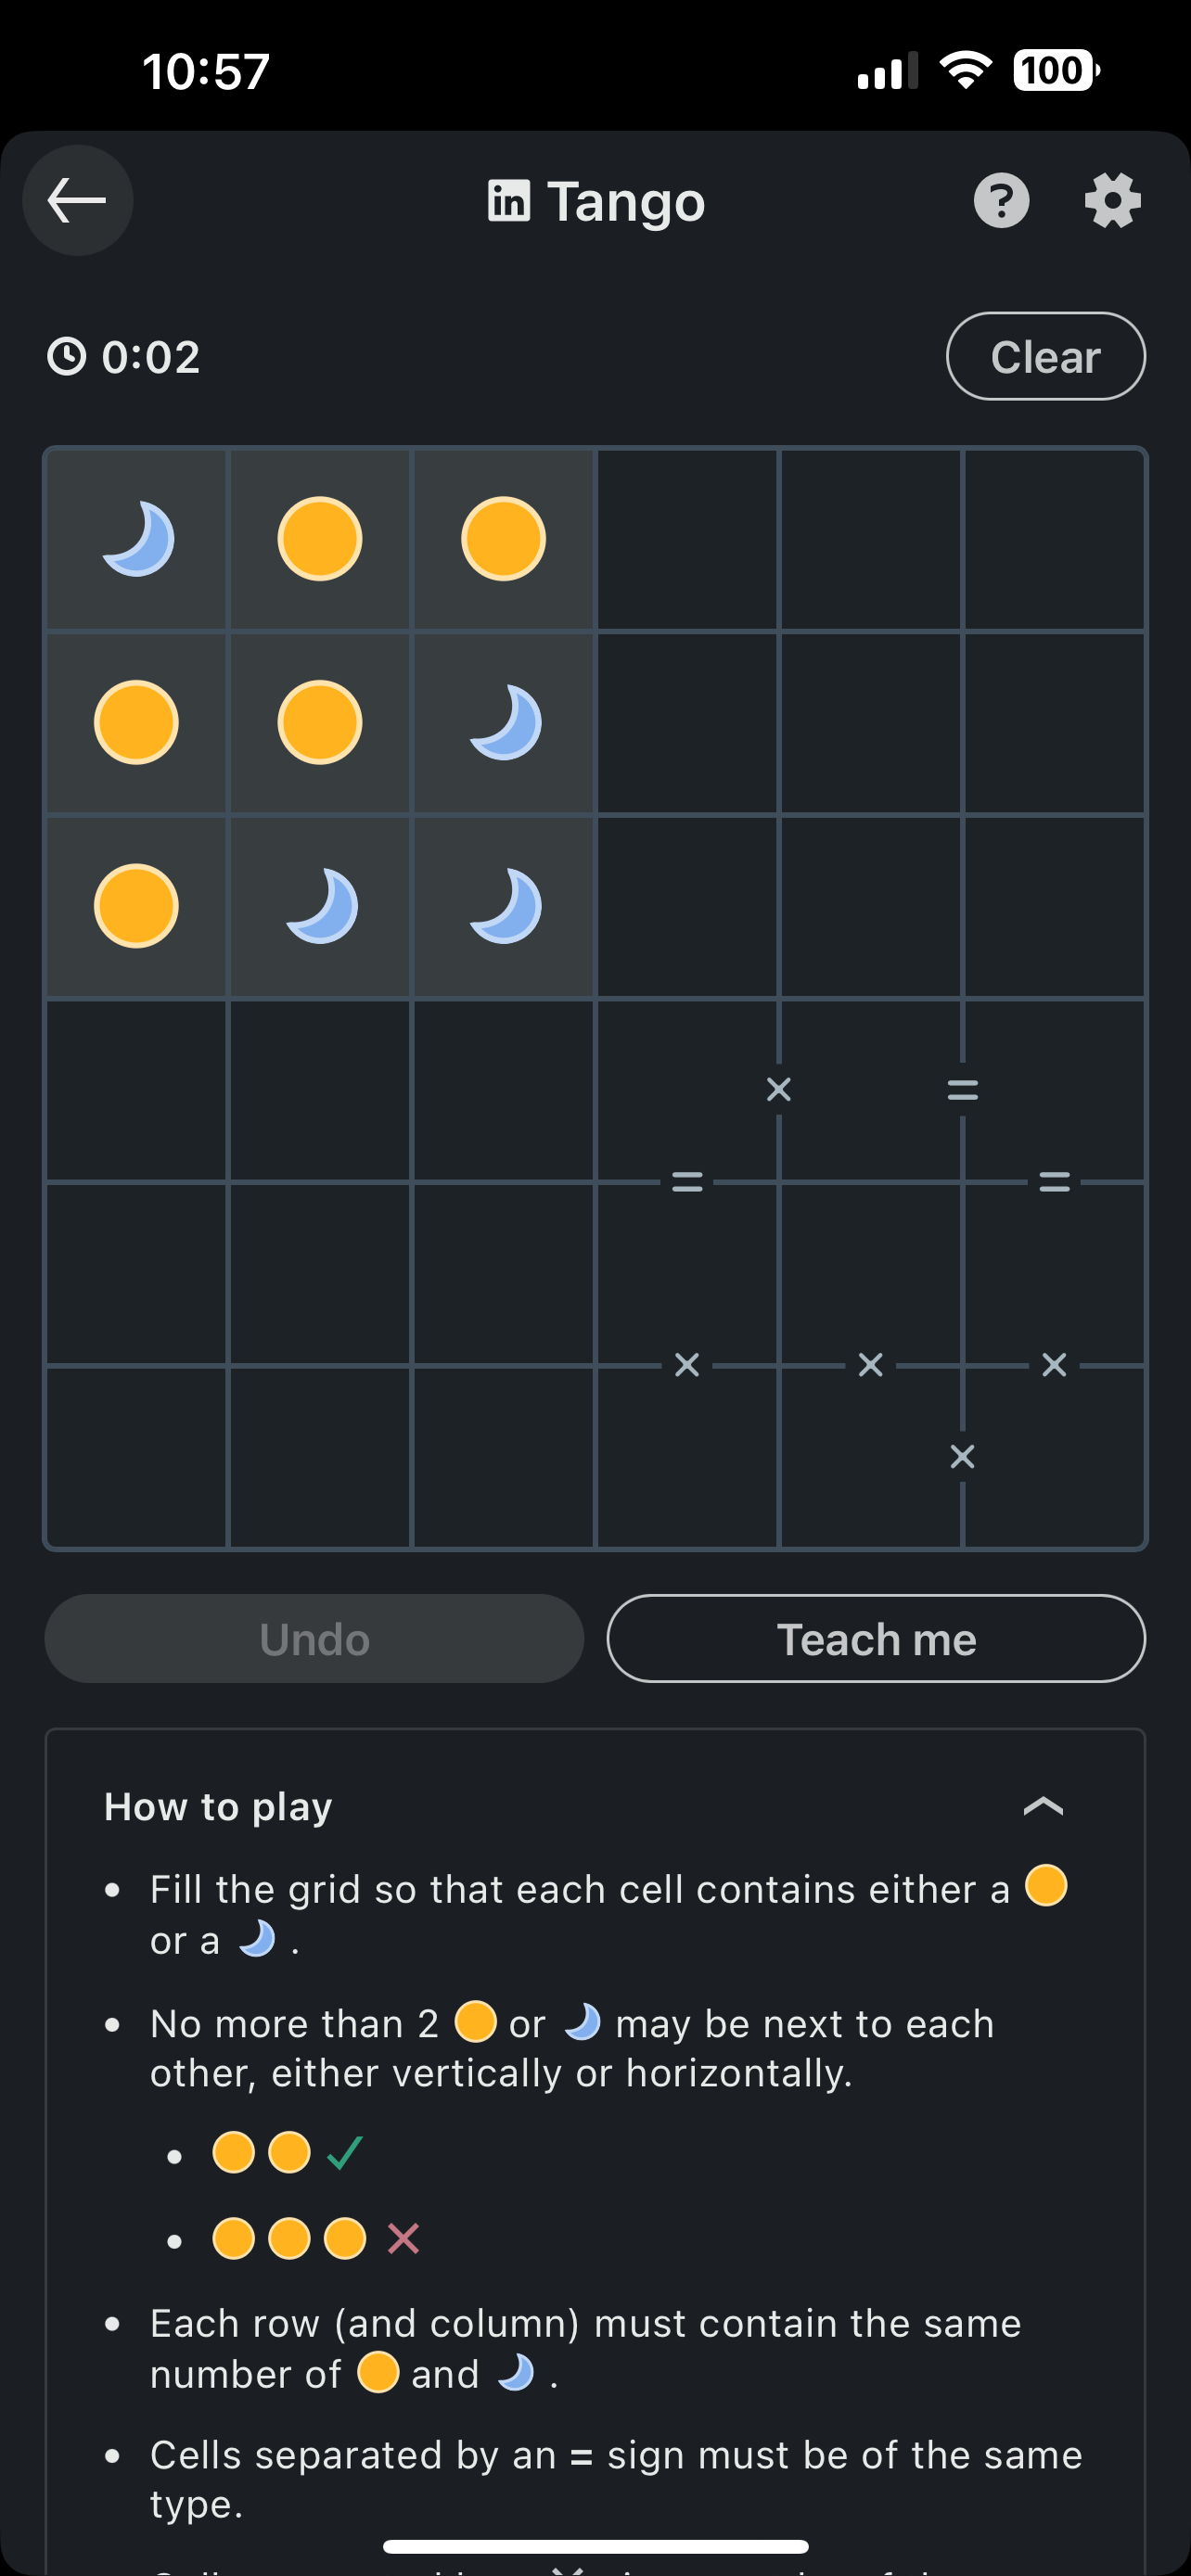 10:57
100
in Tango
?
0:02
Clear
×
=
=
=
×
×
×
×
Undo
Teach me
How to play
Fill the grid so that each cell contains either a
or a .
No more than 2 or may be next to each
other, either vertically or horizontally.
Each row (and column) must contain the same
number of and .
Cells separated by an = sign must be of the same
type.